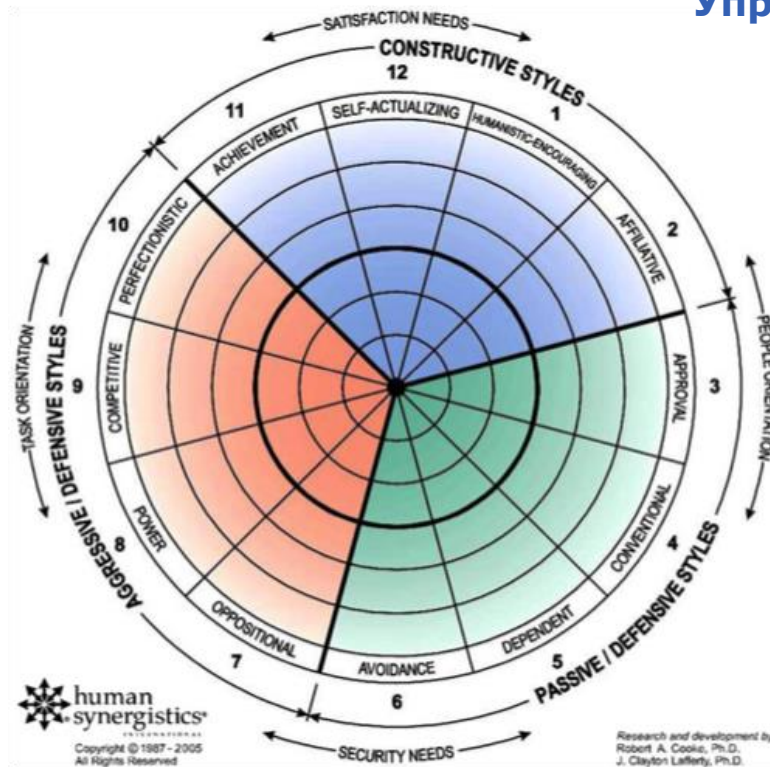 Упр
SATISFACTION NEEDS
CONSTRUCTIVE STYLES
12
SELF-ACTUALIZING
1
HUMANISTIC-ENCOURAGING
2
AFFILIATIVE
3
APPROVAL
4
CONVENTIONAL
5
DEPENDENT
6
AVOIDANCE
7
OPPOSITIONAL
8
POWER
9
COMPETITIVE
10
PERFECTIONISTIC
11
ACHIEVEMENT
PEOPLE ORIENTATION
PASSIVE / DEFENSIVE STYLES
SECURITY NEEDS
AGGRESSIVE / DEFENSIVE STYLES
TASK ORIENTATION
human
synergistics
INTERNATIONAL
Copyright © 1987 - 2005
All Rights Reserved
Research and development by
Robert A. Cooke, Ph.D.
J. Clayton Lafferty, Ph.D.